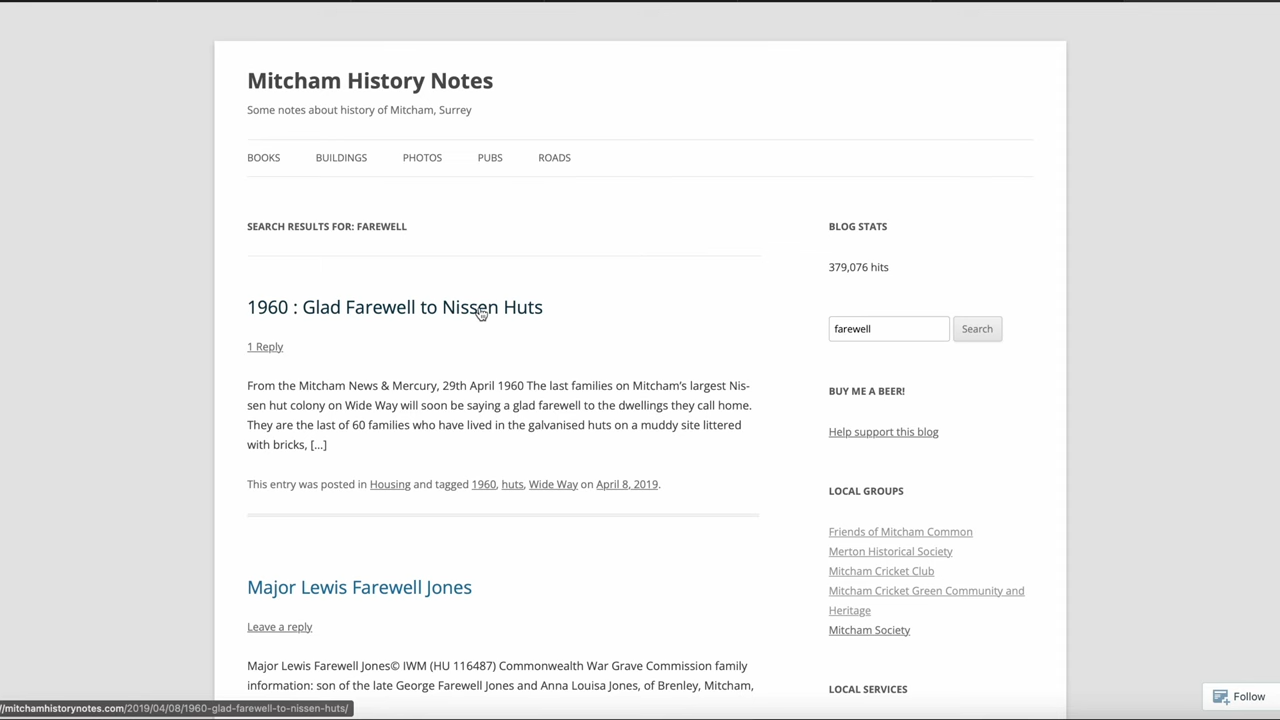 Mitcham History Notes
Some notes about history of Mitcham, Surrey
BOOKS BUILDINGS PHOTOS PUBS ROADS
SEARCH RESULTS FOR: FAREWELL
1960 : Glad Farewell to Nissen Huts
1 Reply
From the Mitcham News & Mercury, 29th April 1960 The last families on Mitcham’s largest Nis-
sen hut colony on Wide Way will soon be saying a glad farewell to the dwellings they call home.
They are the last of 60 families who have lived in the galvanised huts on a muddy site littered
with bricks, […]
This entry was posted in Housing and tagged 1960, huts, Wide Way on April 8, 2019.
Major Lewis Farewell Jones
Leave a reply
Major Lewis Farewell Jones© IWM (HU 116487) Commonwealth War Grave Commission family
information: son of the late George Farewell Jones and Anna Louisa Jones, of Brenley, Mitcham,
BLOG STATS
379,076 hits
farewell Search
BUY ME A BEER!
Help support this blog
LOCAL GROUPS
Friends of Mitcham Common
Merton Historical Society
Mitcham Cricket Club
Mitcham Cricket Green Community and
Heritage
Mitcham Society
LOCAL SERVICES
Follow
//mitchamhistorynotes.com/2019/04/08/1960-glad-farewell-to-nissen-huts/